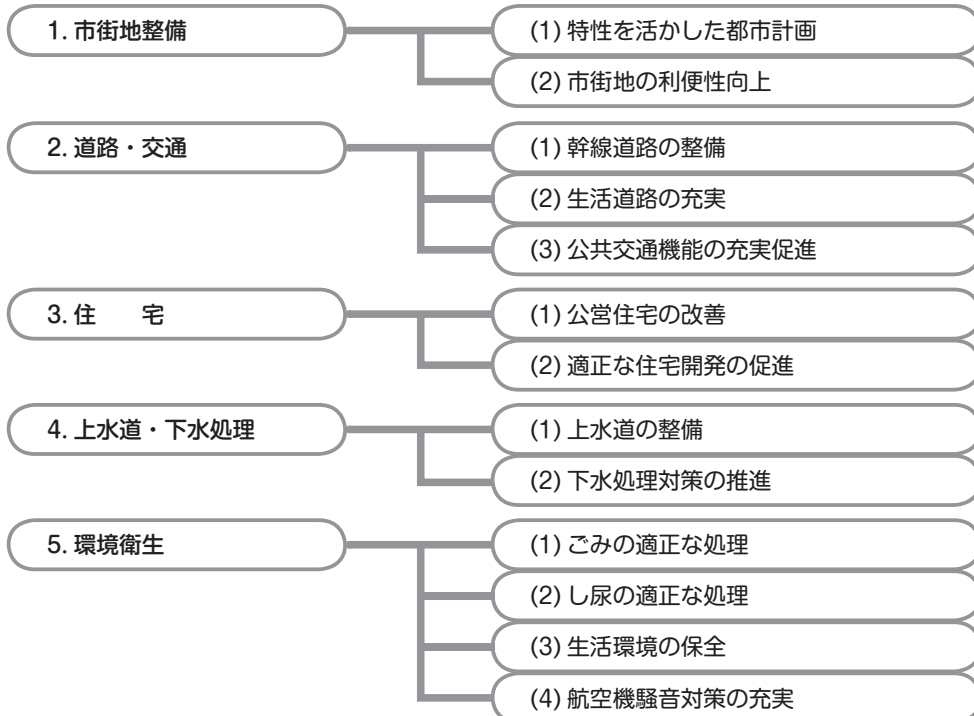 1. 市街地整備
(1) 特性を活かした都市計画
(2) 市街地の利便性向上
2. 道路・交通
(1) 幹線道路の整備
(2) 生活道路の充実
(3) 公共交通機能の充実促進
3. 住　　宅
(1) 公営住宅の改善
(2) 適正な住宅開発の促進
4. 上水道・下水処理
(1) 上水道の整備
(2) 下水処理対策の推進
5. 環境衛生
(1) ごみの適正な処理
(2) し尿の適正な処理
(3) 生活環境の保全
(4) 航空機騒音対策の充実